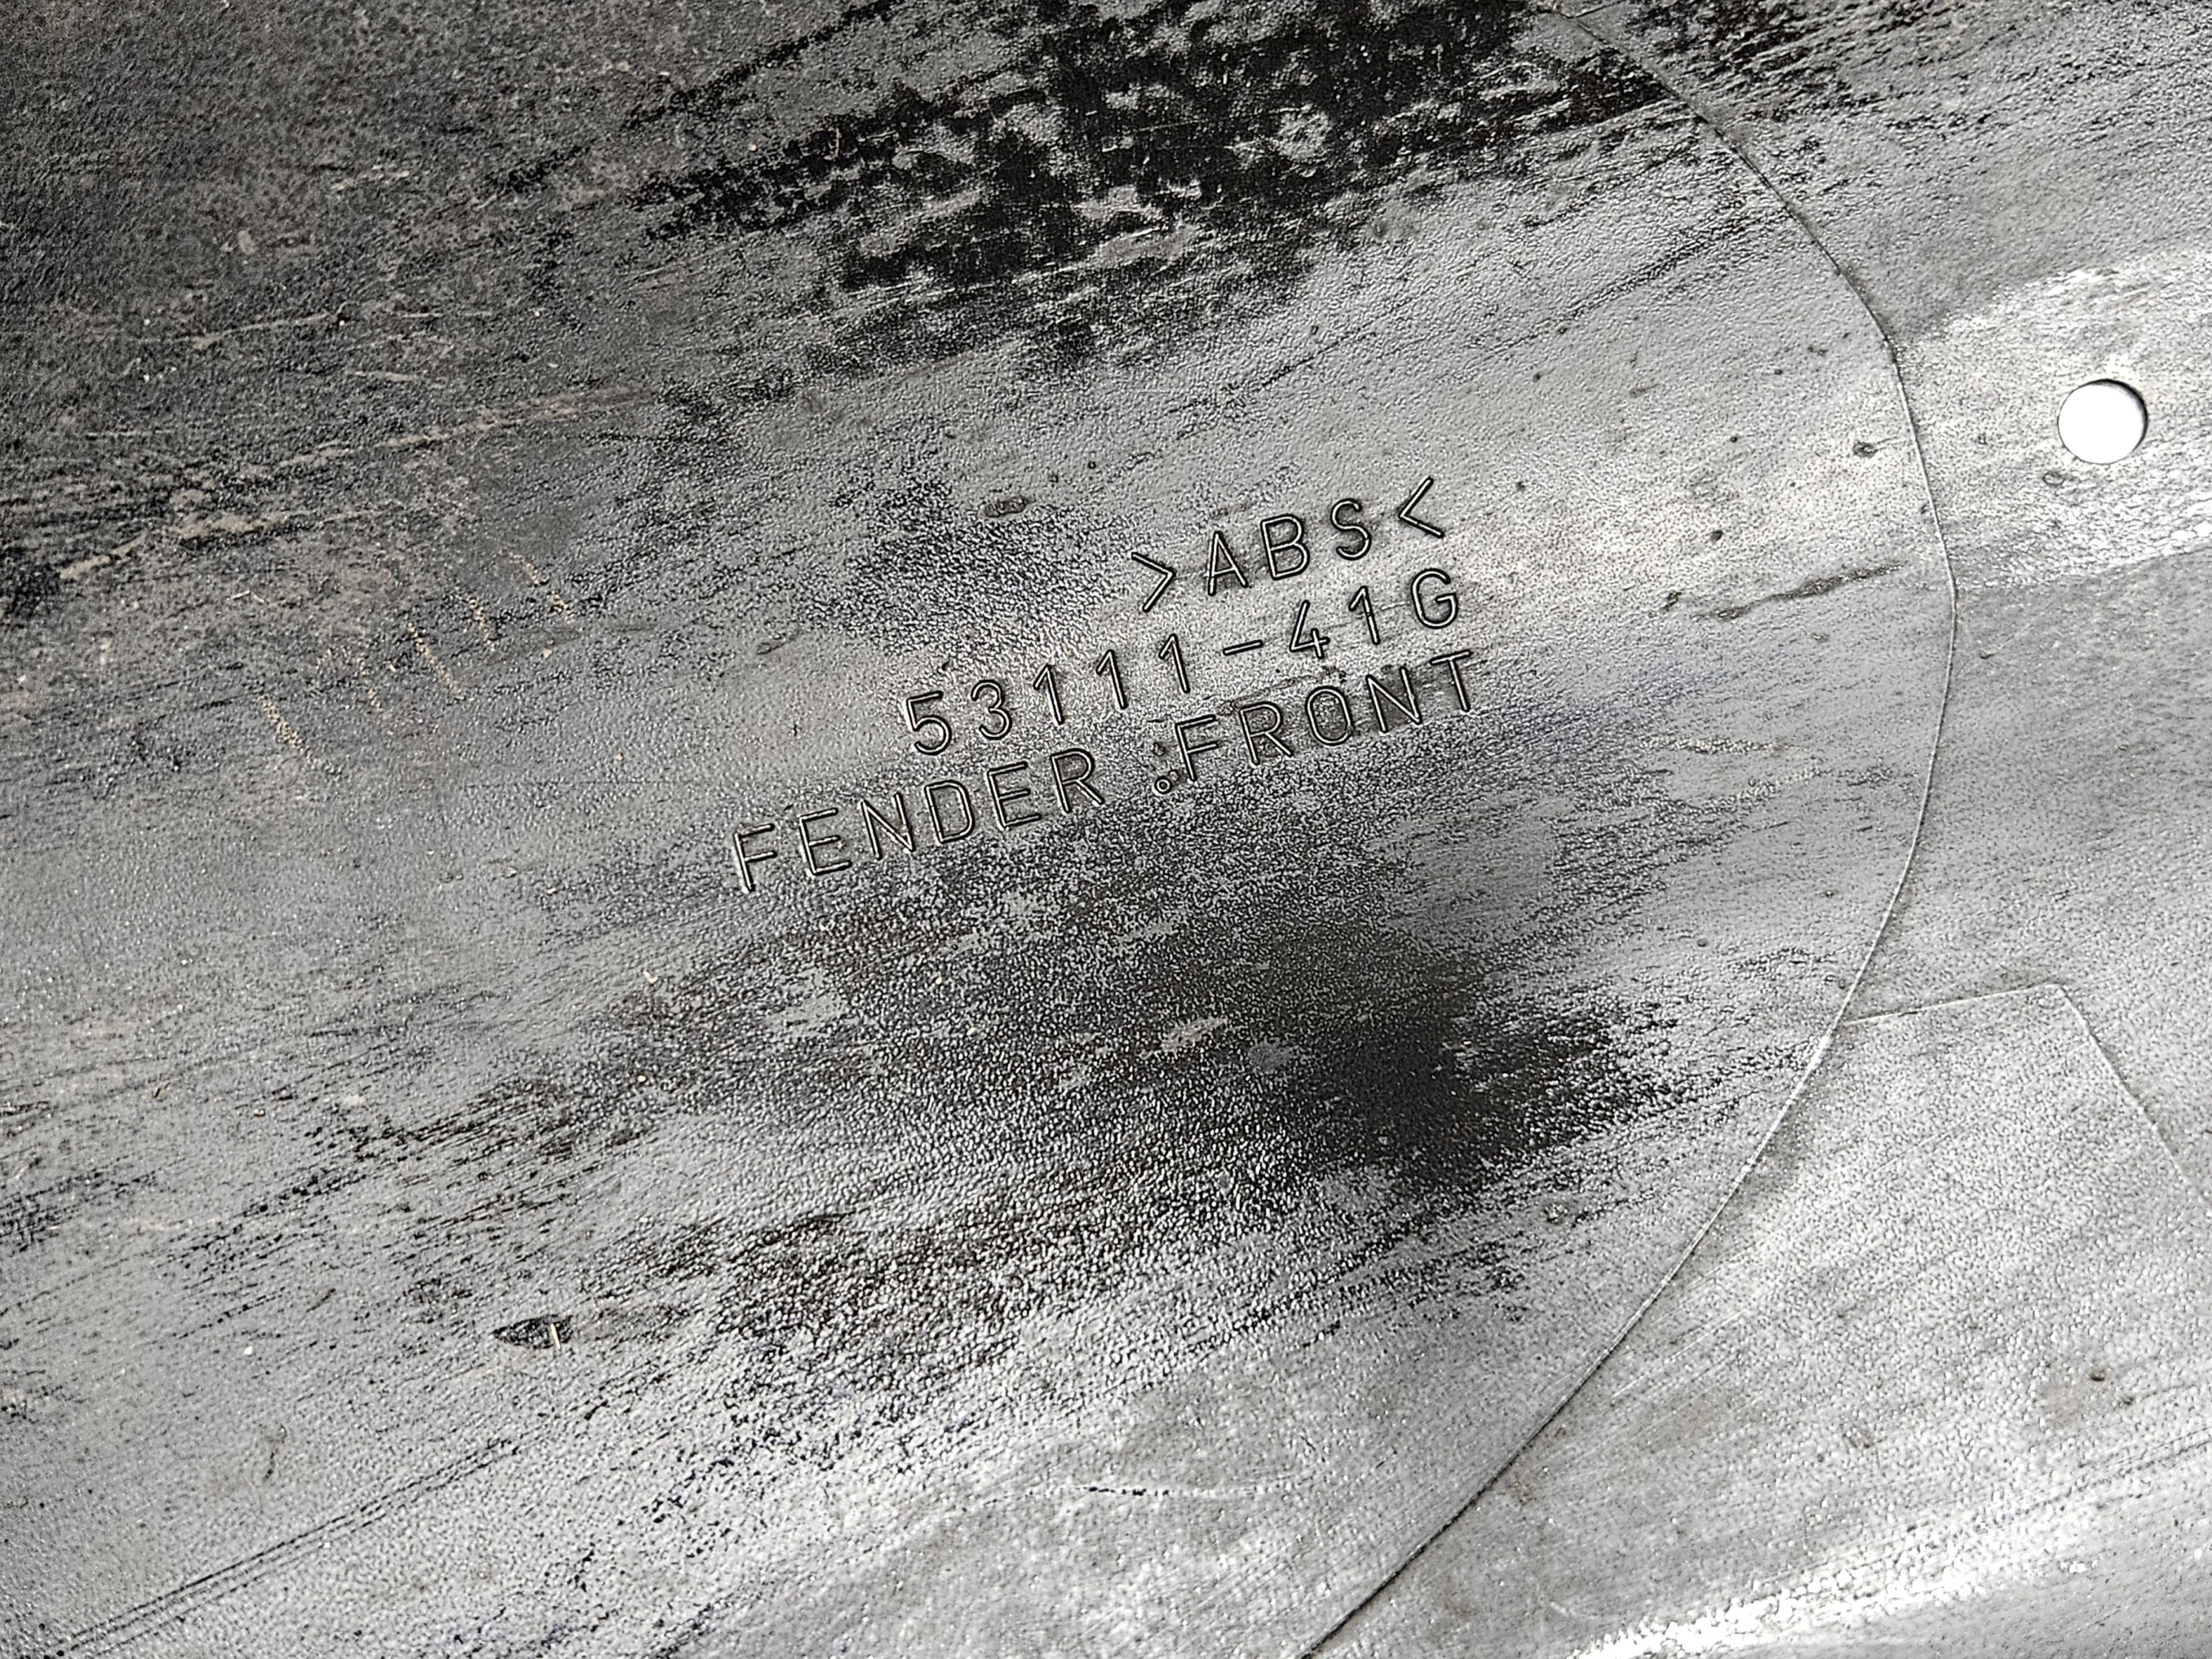 >ABS<
53111-41G
FENDER :FRONT